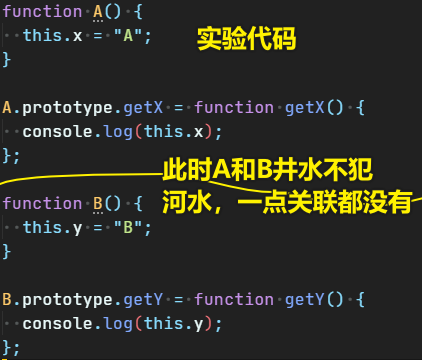 function A() {
  this.x = "A";
}
实验代码
A.prototype.getX = function getX() {
  console.log(this.x);
};
此时A和B井水不犯
河水，一点关联都没有
function B() {
  this.y = "B";
}
B.prototype.getY = function getY() {
  console.log(this.y);
};